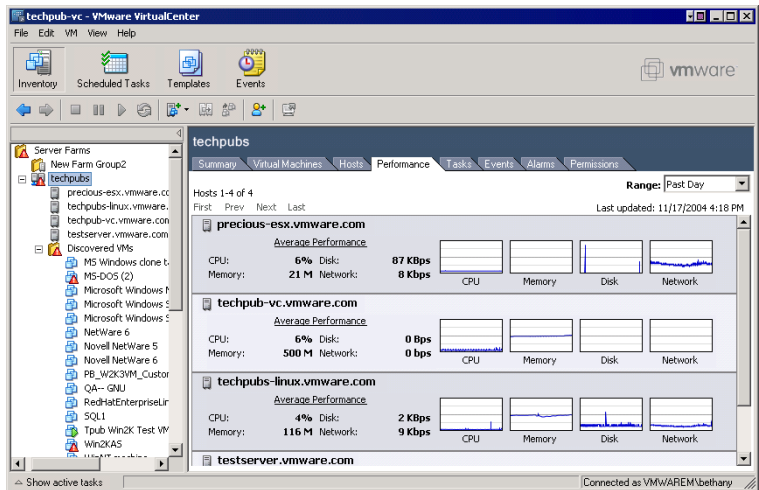 techpub-vc - VMware VirtualCenter
File Edit VM View Help
Inventory Scheduled Tasks Templates Events
vmware
techpubs
Summary Virtual Machines Hosts Performance Tasks Events Alarms Permissions
Server Farms
New Farm Group2
techpubs
precious-esx.vmware.cc
techpubs-linux.vmware.
techpub-vc.vmware.con
testserver.vmware.com
Discovered VMs
MS Windows clone t
MS-DOS (2)
Microsoft Windows
Microsoft Windows
Microsoft Windows
NetWare 6
Novell NetWare 5
Novell NetWare 6
PB_W2K3VM_Custor
QA-- GNU
RedHatEnterpriseLir
SQL1
Tpub Win2K Test VM
Win2KAS
Range: Past Day
Hosts 1-4 of 4
First Prev Next Last
Last updated: 11/17/2004 4:18 PM
precious-esx.vmware.com
Average Performance
CPU: 6% Disk: 87 KBps
Memory: 21 M Network: 8 Kbps
CPU Memory Disk Network
techpub-vc.vmware.com
Average Performance
CPU: 6% Disk: 0 Bps
Memory: 500 M Network: 0 bps
CPU Memory Disk Network
techpubs-linux.vmware.com
Average Performance
CPU: 4% Disk: 2 KBps
Memory: 116 M Network: 9 Kbps
CPU Memory Disk Network
testserver.vmware.com
Show active tasks
Connected as VMWAREM\bethany